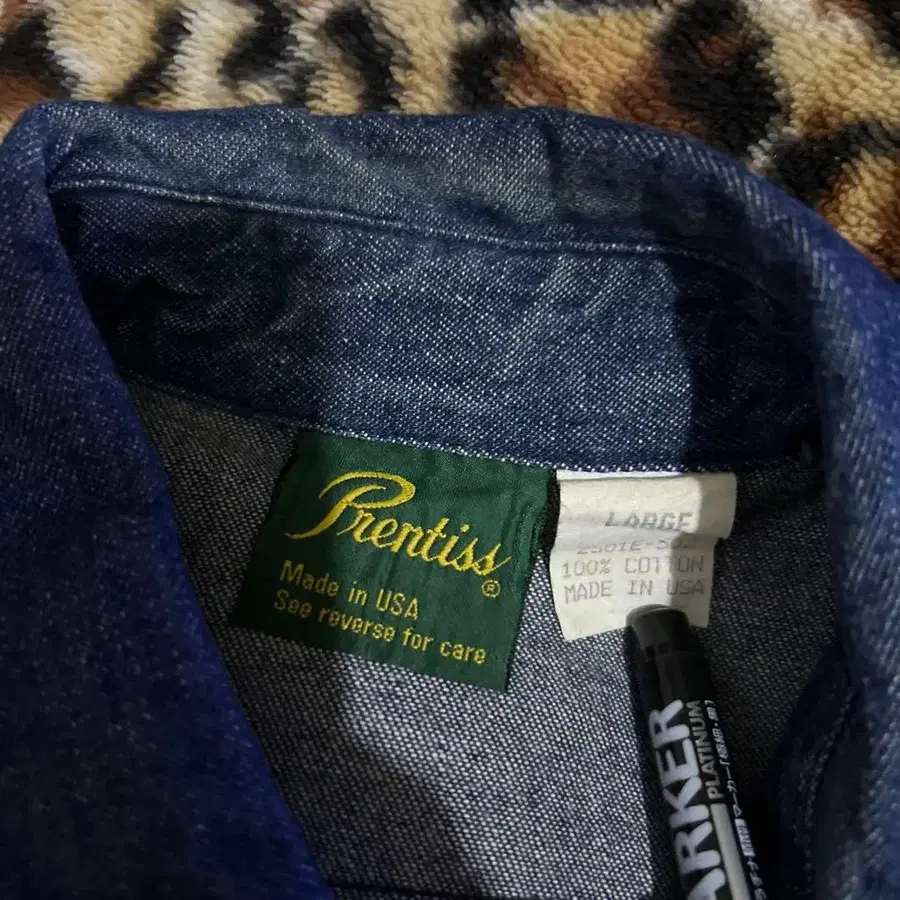 Prentiss®
Made in USA
See reverse for care
LARGE
100% COTTON
MADE IN USA
ARKER
PLATINUM